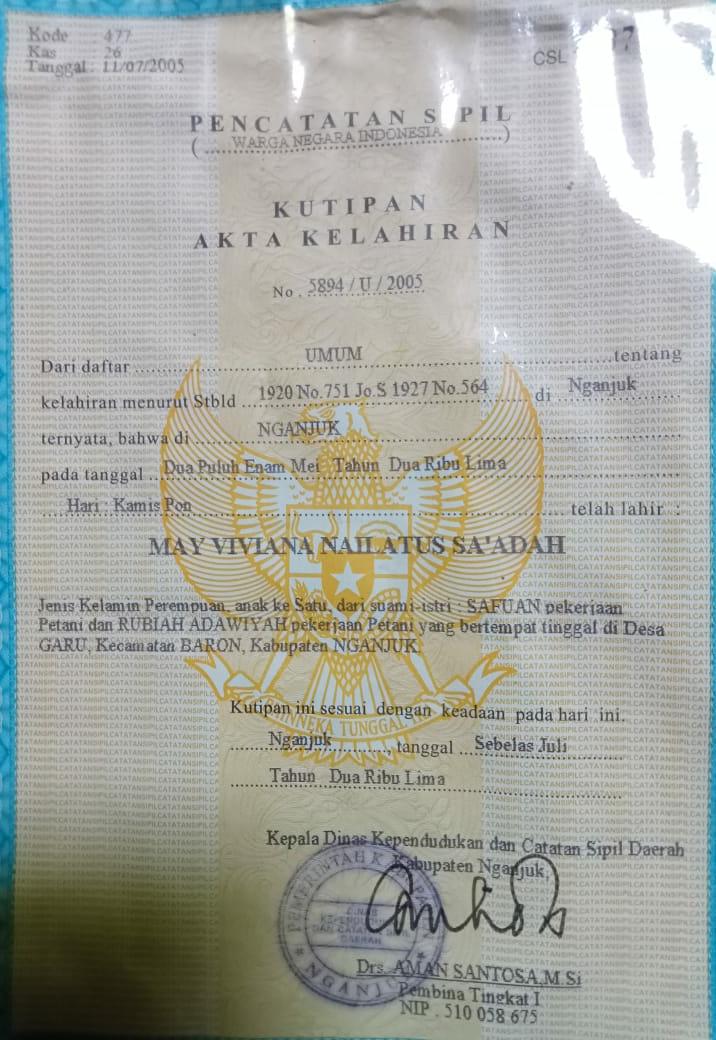 Kode : 477
Kas 26
Tanggal : 11/07/2005
CSL 7
PENCATATAN SIPIL
( WARGA NEGARA INDONESIA )
KUTIPAN
AKTA KELAHIRAN
No. 5894 / U / 2005
Dari daftar UMUM tentang
kelahiran menurut Stbld 1920 No.751 Jo.S 1927 No.564 di Nganjuk
ternyata, bahwa di NGANJUK
pada tanggal Dua Puluh Enam Mei Tahun Dua Ribu Lima
Hari : Kamis Pon telah lahir :
MAY VIVIANA NAILATUS SA'ADAH
Jenis Kelamin Perempuan, anak ke Satu, dari suami-istri : SAFUAN pekerjaan
Petani dan RUBIAH ADAWIYAH pekerjaan Petani yang bertempat tinggal di Desa
GARU, Kecamatan BARON, Kabupaten NGANJUK.
BHINNEKA TUNGGAL
Kutipan ini sesuai dengan keadaan pada hari ini.
Nganjuk, tanggal Sebelas Juli
Tahun Dua Ribu Lima
Kepala Dinas Kependudukan dan Catatan Sipil Daerah
Kabupaten Nganjuk,
PEMERINTAH KABUPATEN
DINAS
KEPENDUDUKAN
DAN CATATAN SIPIL
DAERAH
NGANJUK
Drs. AMAN SANTOSA,M.Si
Pembina Tingkat I
NIP . 510 058 675